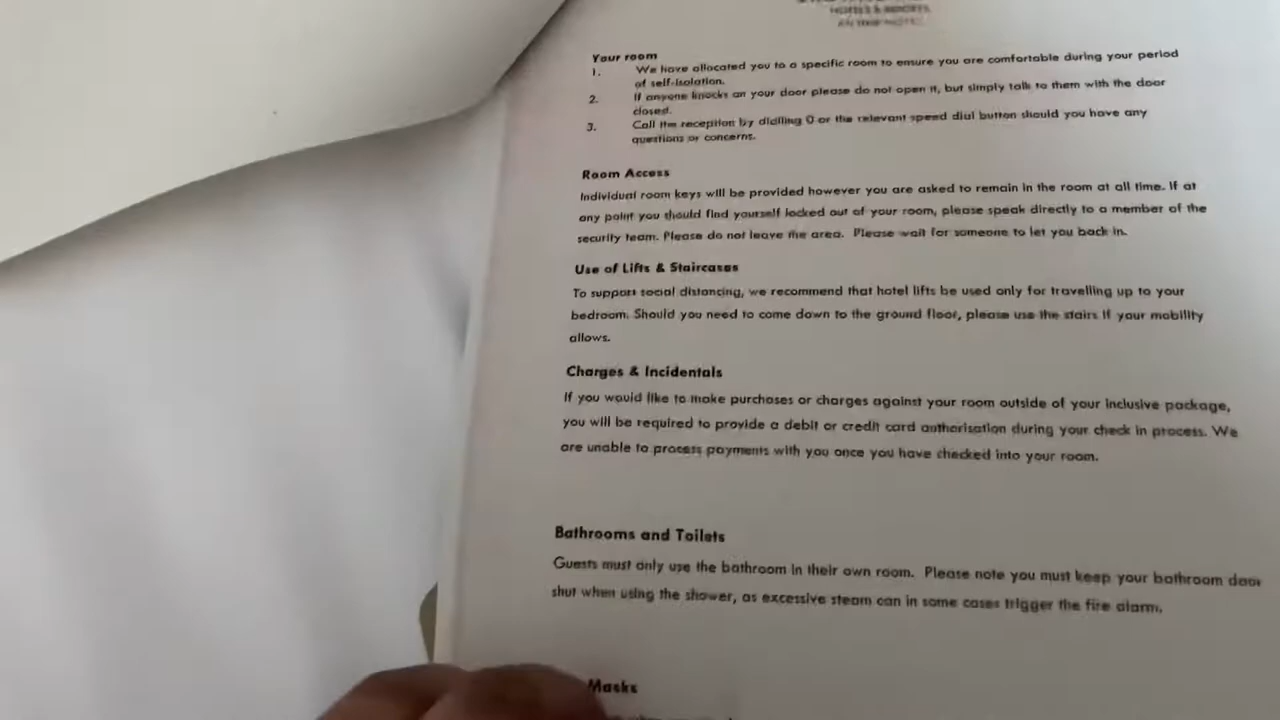 HOTELS & RESORTS
AN IHG HOTEL
Your room
1. We have allocated you to a specific room to ensure you are comfortable during your period
of self-isolation.
2. If anyone knocks on your door please do not open it, but simply talk to them with the door
closed.
3. Call the reception by dialling 0 or the relevant speed dial button should you have any
questions or concerns.
Room Access
Individual room keys will be provided however you are asked to remain in the room at all time. If at
any point you should find yourself locked out of your room, please speak directly to a member of the
security team. Please do not leave the area. Please wait for someone to let you back in.
Use of Lifts & Staircases
To support social distancing, we recommend that hotel lifts be used only for travelling up to your
bedroom. Should you need to come down to the ground floor, please use the stairs if your mobility
allows.
Charges & Incidentals
If you would like to make purchases or charges against your room outside of your inclusive package,
you will be required to provide a debit or credit card authorisation during your check in process. We
are unable to process payments with you once you have checked into your room.
Bathrooms and Toilets
Guests must only use the bathroom in their own room. Please note you must keep your bathroom door
shut when using the shower, as excessive steam can in some cases trigger the fire alarm.
Masks